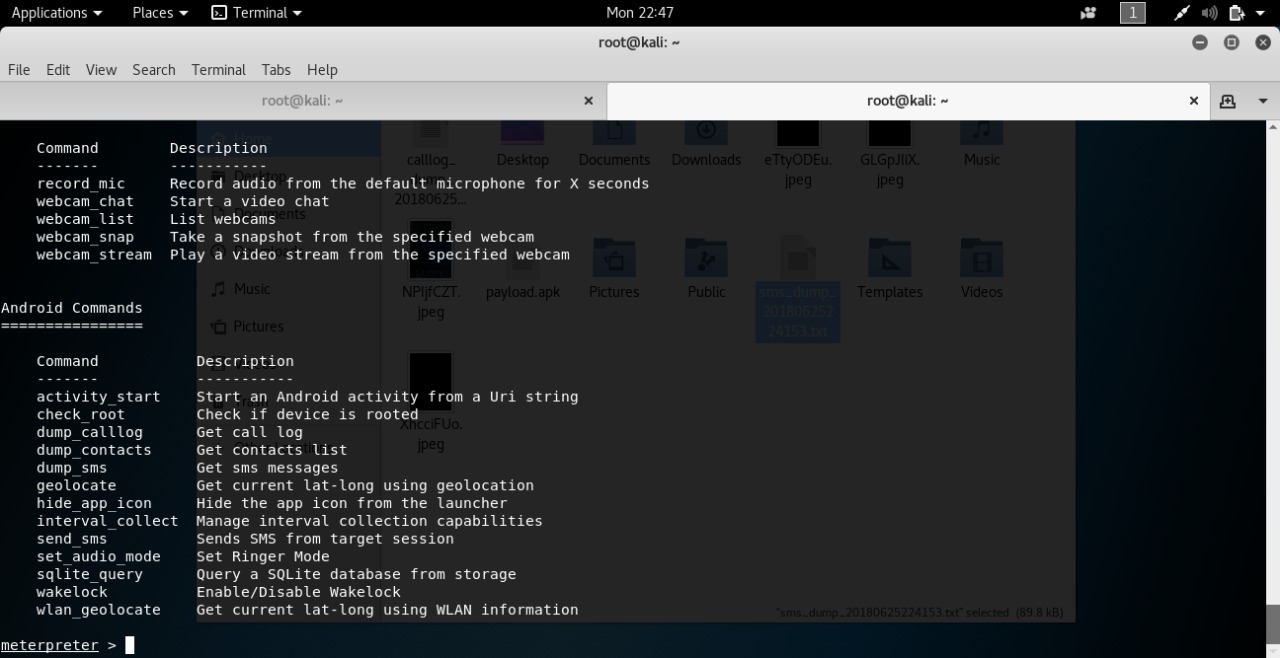 Applications Places Terminal Mon 22:47 1
root@kali: ~
File Edit View Search Terminal Tabs Help
root@kali: ~ root@kali: ~
Command Description
------- -----------
record_mic Record audio from the default microphone for X seconds
webcam_chat Start a video chat
webcam_list List webcams
webcam_snap Take a snapshot from the specified webcam
webcam_stream Play a video stream from the specified webcam
Android Commands
================
Command Description
------- -----------
activity_start Start an Android activity from a Uri string
check_root Check if device is rooted
dump_calllog Get call log
dump_contacts Get contacts list
dump_sms Get sms messages
geolocate Get current lat-long using geolocation
hide_app_icon Hide the app icon from the launcher
interval_collect Manage interval collection capabilities
send_sms Sends SMS from target session
set_audio_mode Set Ringer Mode
sqlite_query Query a SQLite database from storage
wakelock Enable/Disable Wakelock
wlan_geolocate Get current lat-long using WLAN information
meterpreter >
Home
Desktop
Documents
Music
Pictures
calllog_
20180625...
Desktop
Documents
Downloads
eTtyODEu.
jpeg
GLGpJIiX.
jpeg
Music
NPljfCZT.
jpeg
payload.apk
Pictures
Public
sms_dump_
201806252
24153.txt
Templates
Videos
XhcciFUo.
jpeg
"sms_dump_20180625224153.txt" selected (89.8 kB)